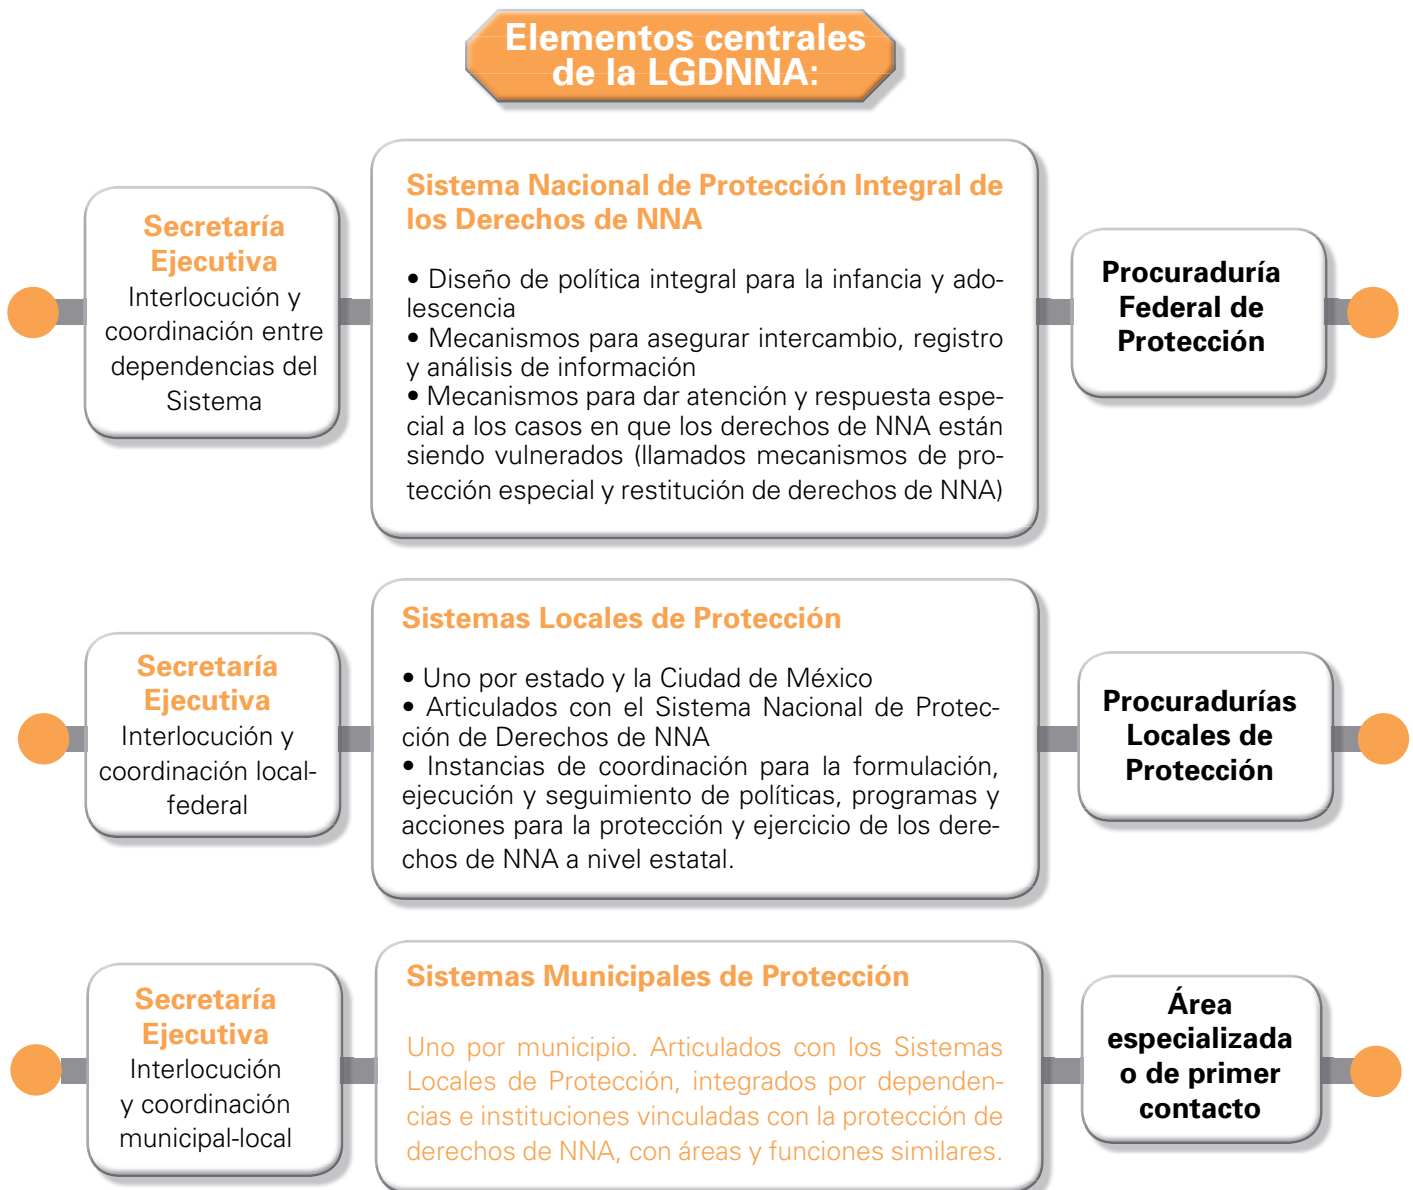 Elementos centrales
de la LGDNNA:
Secretaría
Ejecutiva
Interlocución y
coordinación entre
dependencias del
Sistema
Sistema Nacional de Protección Integral de
los Derechos de NNA
• Diseño de política integral para la infancia y ado-
lescencia
• Mecanismos para asegurar intercambio, registro
y análisis de información
• Mecanismos para dar atención y respuesta espe-
cial a los casos en que los derechos de NNA están
siendo vulnerados (llamados mecanismos de pro-
tección especial y restitución de derechos de NNA)
Procuraduría
Federal de
Protección
Secretaría
Ejecutiva
Interlocución y
coordinación local-
federal
Sistemas Locales de Protección
• Uno por estado y la Ciudad de México
• Articulados con el Sistema Nacional de Protec-
ción de Derechos de NNA
• Instancias de coordinación para la formulación,
ejecución y seguimiento de políticas, programas y
acciones para la protección y ejercicio de los dere-
chos de NNA a nivel estatal.
Procuradurías
Locales de
Protección
Secretaría
Ejecutiva
Interlocución
y coordinación
municipal-local
Sistemas Municipales de Protección
Uno por municipio. Articulados con los Sistemas
Locales de Protección, integrados por dependen-
cias e instituciones vinculadas con la protección de
derechos de NNA, con áreas y funciones similares.
Área
especializada
o de primer
contacto